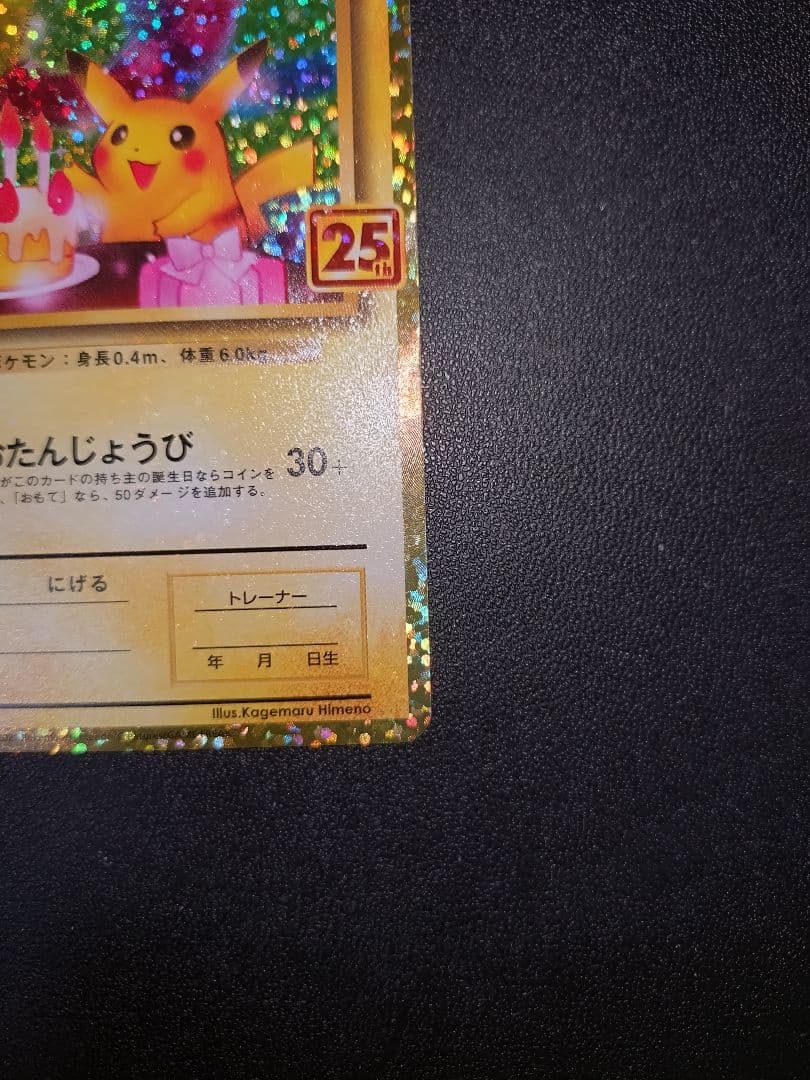 25th
ケモン：身長0.4m、体重6.0kg
おたんじょうび 30+
がこのカードの持ち主の誕生日ならコインを
、「おもて」なら、50ダメージを追加する。
にげる
トレーナー
年 月 日生
Illus.Kagemaru Himeno